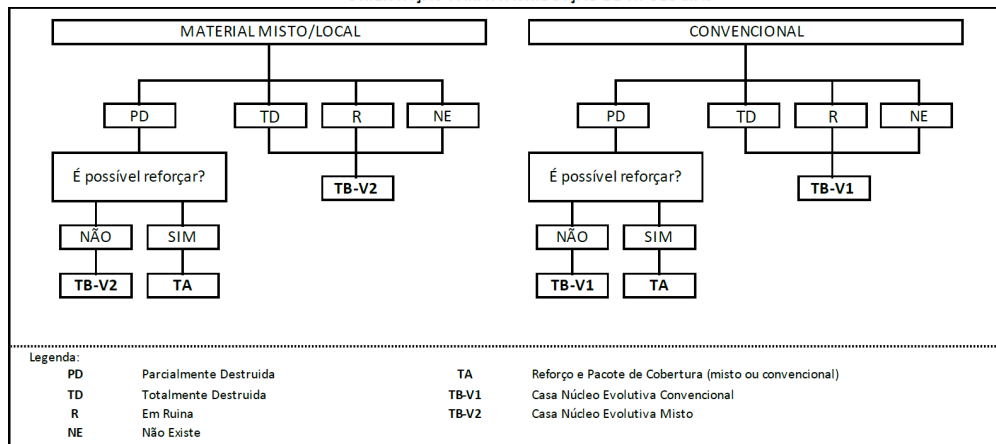 MATERIAL MISTO/LOCAL
CONVENCIONAL
PD
TD
R
NE
PD
TD
R
NE
É possível reforçar?
TB-V2
É possível reforçar?
TB-V1
NÃO
SIM
NÃO
SIM
TB-V2
TA
TB-V1
TA
Legenda:
PD Parcialmente Destruida
TA Reforço e Pacote de Cobertura (misto ou convencional)
TD Totalmente Destruida
TB-V1 Casa Núcleo Evolutiva Convencional
R Em Ruina
TB-V2 Casa Núcleo Evolutiva Misto
NE Não Existe